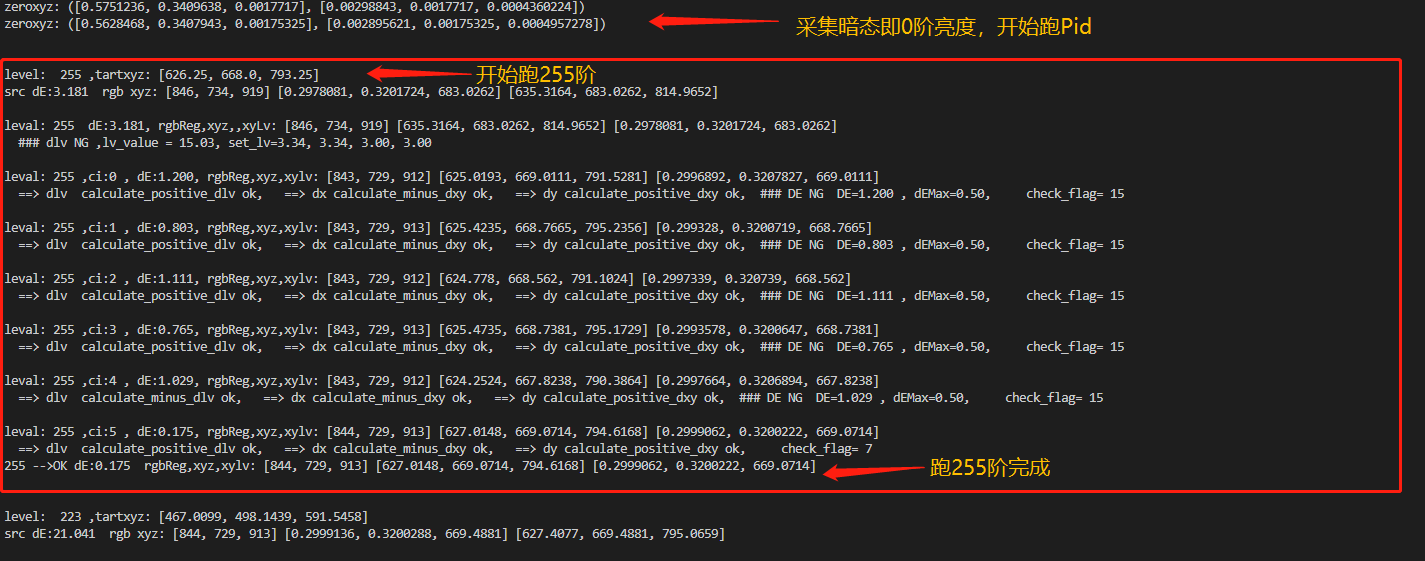 zeroxyz: ([0.5751236, 0.3409638, 0.0017717], [0.00298843, 0.0017717, 0.0004360224])
zeroxyz: ([0.5628468, 0.3407943, 0.00175325], [0.002895621, 0.00175325, 0.0004957278])
采集暗态即0阶亮度，开始跑Pid
level:  255 ,tartxyz: [626.25, 668.0, 793.25]
开始跑255阶
src dE:3.181  rgb xyz: [846, 734, 919] [0.2978081, 0.3201724, 683.0262] [635.3164, 683.0262, 814.9652]
leval: 255  dE:3.181, rgbReg,xyz,,xyLv: [846, 734, 919] [635.3164, 683.0262, 814.9652] [0.2978081, 0.3201724, 683.0262]
### dlv NG ,lv_value = 15.03, set_lv=3.34, 3.34, 3.00, 3.00
leval: 255 ,ci:0 , dE:1.200, rgbReg,xyz,xylv: [843, 729, 912] [625.0193, 669.0111, 791.5281] [0.2996892, 0.3207827, 669.0111]
==> dlv  calculate_positive_dlv ok,   ==> dx calculate_minus_dxy ok,   ==> dy calculate_positive_dxy ok,  ### DE NG  DE=1.200 , dEMax=0.50,     check_flag= 15
leval: 255 ,ci:1 , dE:0.803, rgbReg,xyz,xylv: [843, 729, 913] [625.4235, 668.7665, 795.2356] [0.299328, 0.3200719, 668.7665]
==> dlv  calculate_positive_dlv ok,   ==> dx calculate_minus_dxy ok,   ==> dy calculate_positive_dxy ok,  ### DE NG  DE=0.803 , dEMax=0.50,     check_flag= 15
leval: 255 ,ci:2 , dE:1.111, rgbReg,xyz,xylv: [843, 729, 912] [624.778, 668.562, 791.1024] [0.2997339, 0.320739, 668.562]
==> dlv  calculate_positive_dlv ok,   ==> dx calculate_minus_dxy ok,   ==> dy calculate_positive_dxy ok,  ### DE NG  DE=1.111 , dEMax=0.50,     check_flag= 15
leval: 255 ,ci:3 , dE:0.765, rgbReg,xyz,xylv: [843, 729, 913] [625.4735, 668.7381, 795.1729] [0.2993578, 0.3200647, 668.7381]
==> dlv  calculate_positive_dlv ok,   ==> dx calculate_minus_dxy ok,   ==> dy calculate_positive_dxy ok,  ### DE NG  DE=0.765 , dEMax=0.50,     check_flag= 15
leval: 255 ,ci:4 , dE:1.029, rgbReg,xyz,xylv: [843, 729, 912] [624.2524, 667.8238, 790.3864] [0.2997664, 0.3206894, 667.8238]
==> dlv  calculate_minus_dlv ok,   ==> dx calculate_minus_dxy ok,   ==> dy calculate_positive_dxy ok,  ### DE NG  DE=1.029 , dEMax=0.50,     check_flag= 15
leval: 255 ,ci:5 , dE:0.175, rgbReg,xyz,xylv: [844, 729, 913] [627.0148, 669.0714, 794.6168] [0.2999062, 0.3200222, 669.0714]
==> dlv  calculate_positive_dlv ok,   ==> dx calculate_minus_dxy ok,   ==> dy calculate_positive_dxy ok,     check_flag= 7
255 -->OK dE:0.175  rgbReg,xyz,xylv: [844, 729, 913] [627.0148, 669.0714, 794.6168] [0.2999062, 0.3200222, 669.0714]
跑255阶完成
level:  223 ,tartxyz: [467.0099, 498.1439, 591.5458]
src dE:21.041  rgb xyz: [844, 729, 913] [0.2999136, 0.3200288, 669.4881] [627.4077, 669.4881, 795.0659]